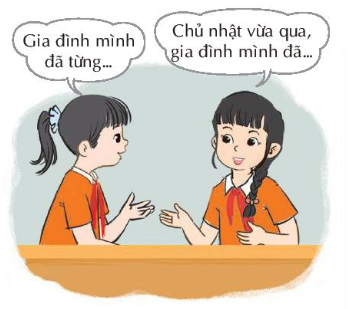 Gia đình mình
đã từng...
Chủ nhật vừa qua,
gia đình mình đã...